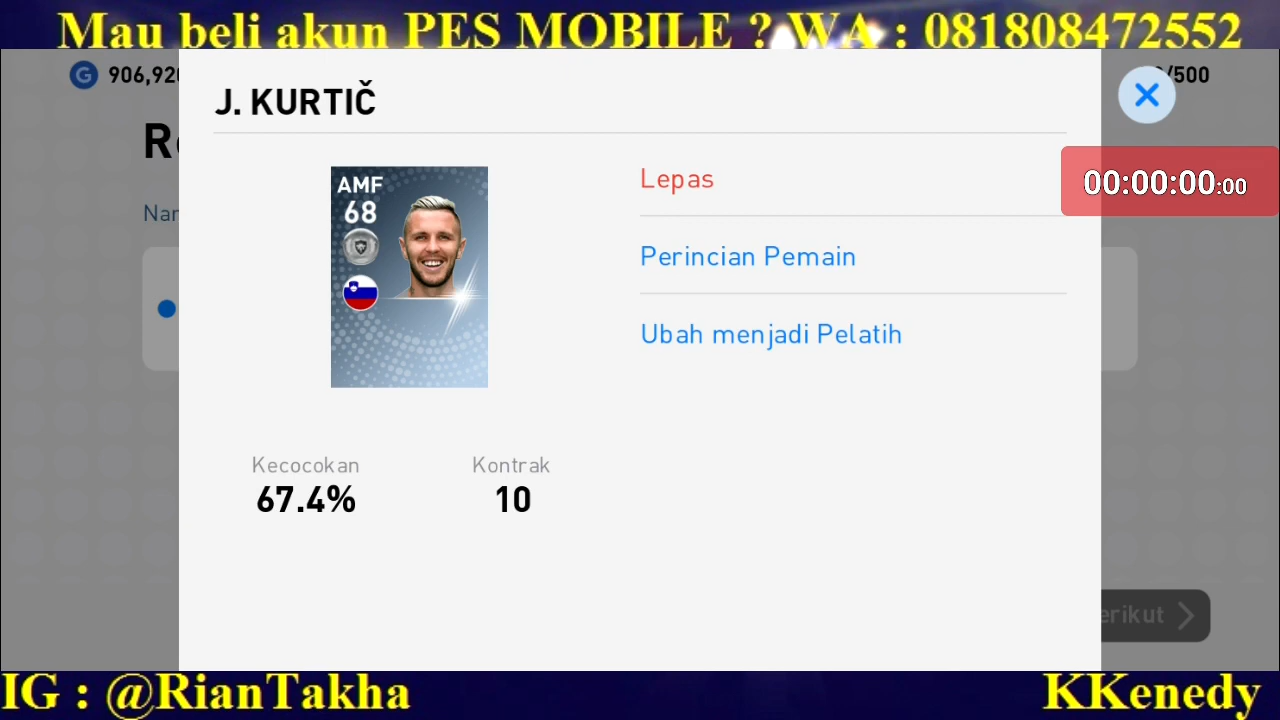 Mau beli akun PES MOBILE ? WA : 081808472552
G 906,920
/500
J. KURTIČ
AMF
68
Lepas
00:00:00:00
Perincian Pemain
Ubah menjadi Pelatih
Kecocokan
Kontrak
67.4%
10
IG : @RianTakha
KKenedy